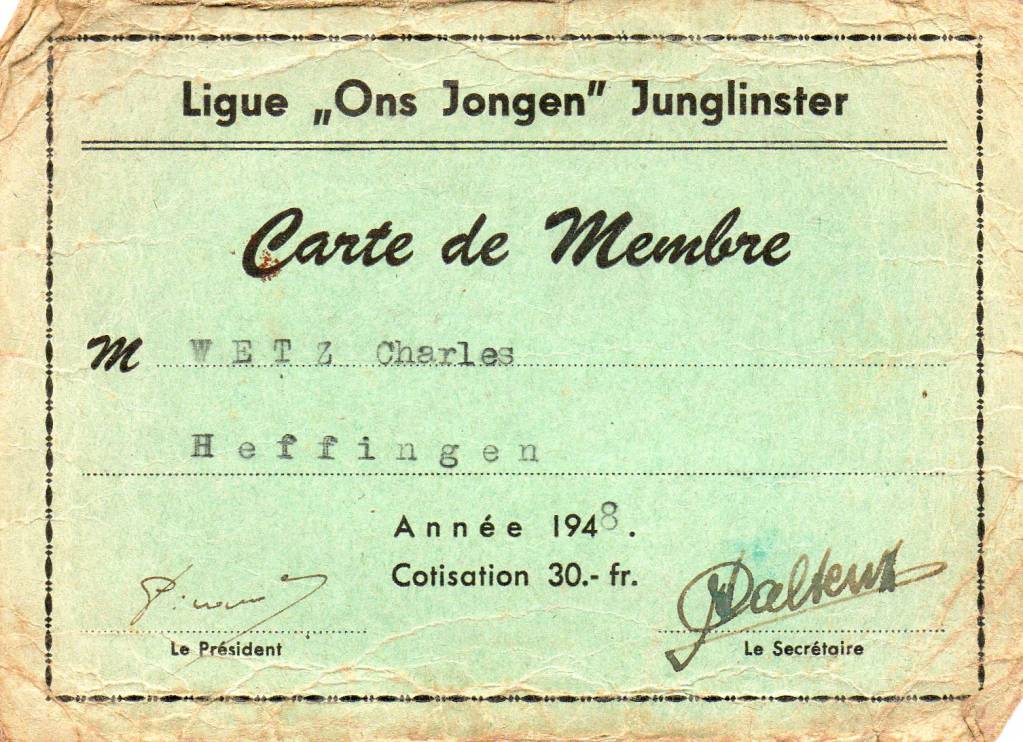 Ligue „Ons Jongen” Junglinster
Carte de Membre
M WETZ Charles
Heffingen
Année 1948.
Cotisation 30.- fr.
Le Président
Le Secrétaire